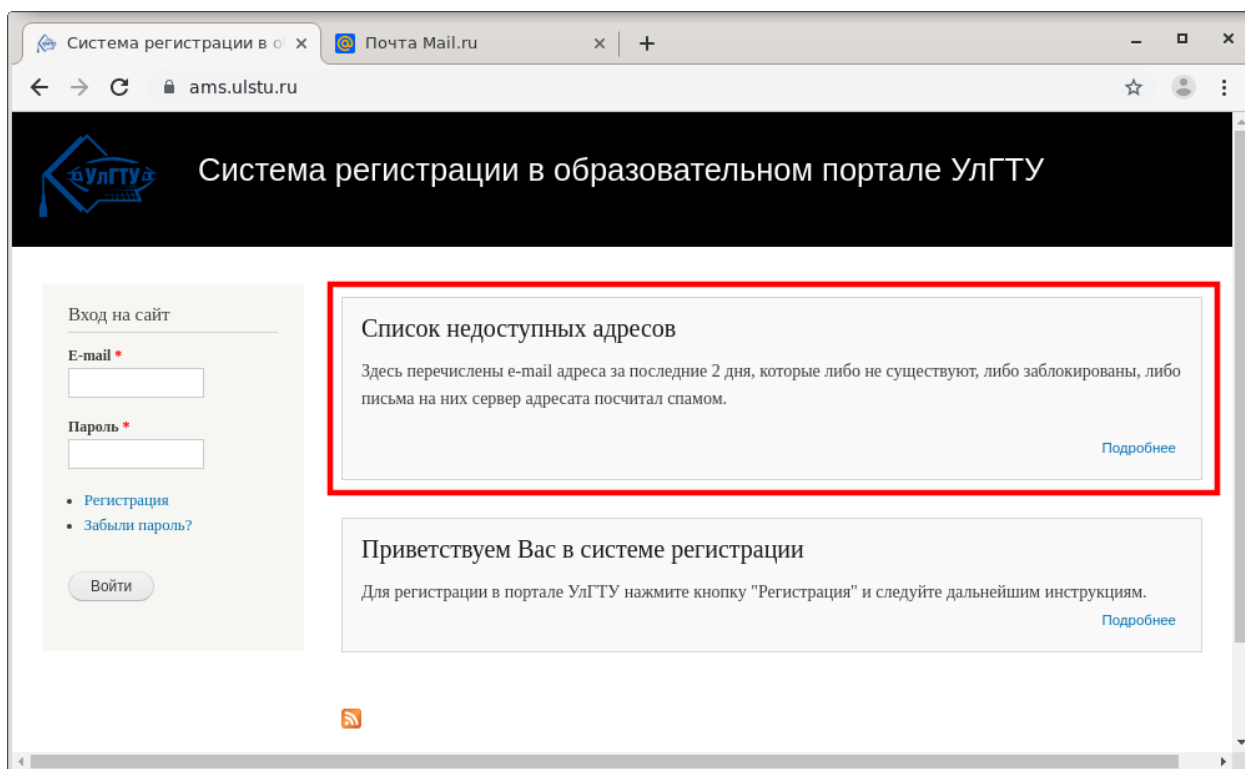 Система регистрации в о
Почта Mail.ru
ams.ulstu.ru
УлГТУ
Система регистрации в образовательном портале УлГТУ
Вход на сайт
E-mail *
Пароль *
Регистрация
Забыли пароль?
Войти
Список недоступных адресов
Здесь перечислены e-mail адреса за последние 2 дня, которые либо не существуют, либо заблокированы, либо
письма на них сервер адресата посчитал спамом.
Подробнее
Приветствуем Вас в системе регистрации
Для регистрации в портале УлГТУ нажмите кнопку "Регистрация" и следуйте дальнейшим инструкциям.
Подробнее